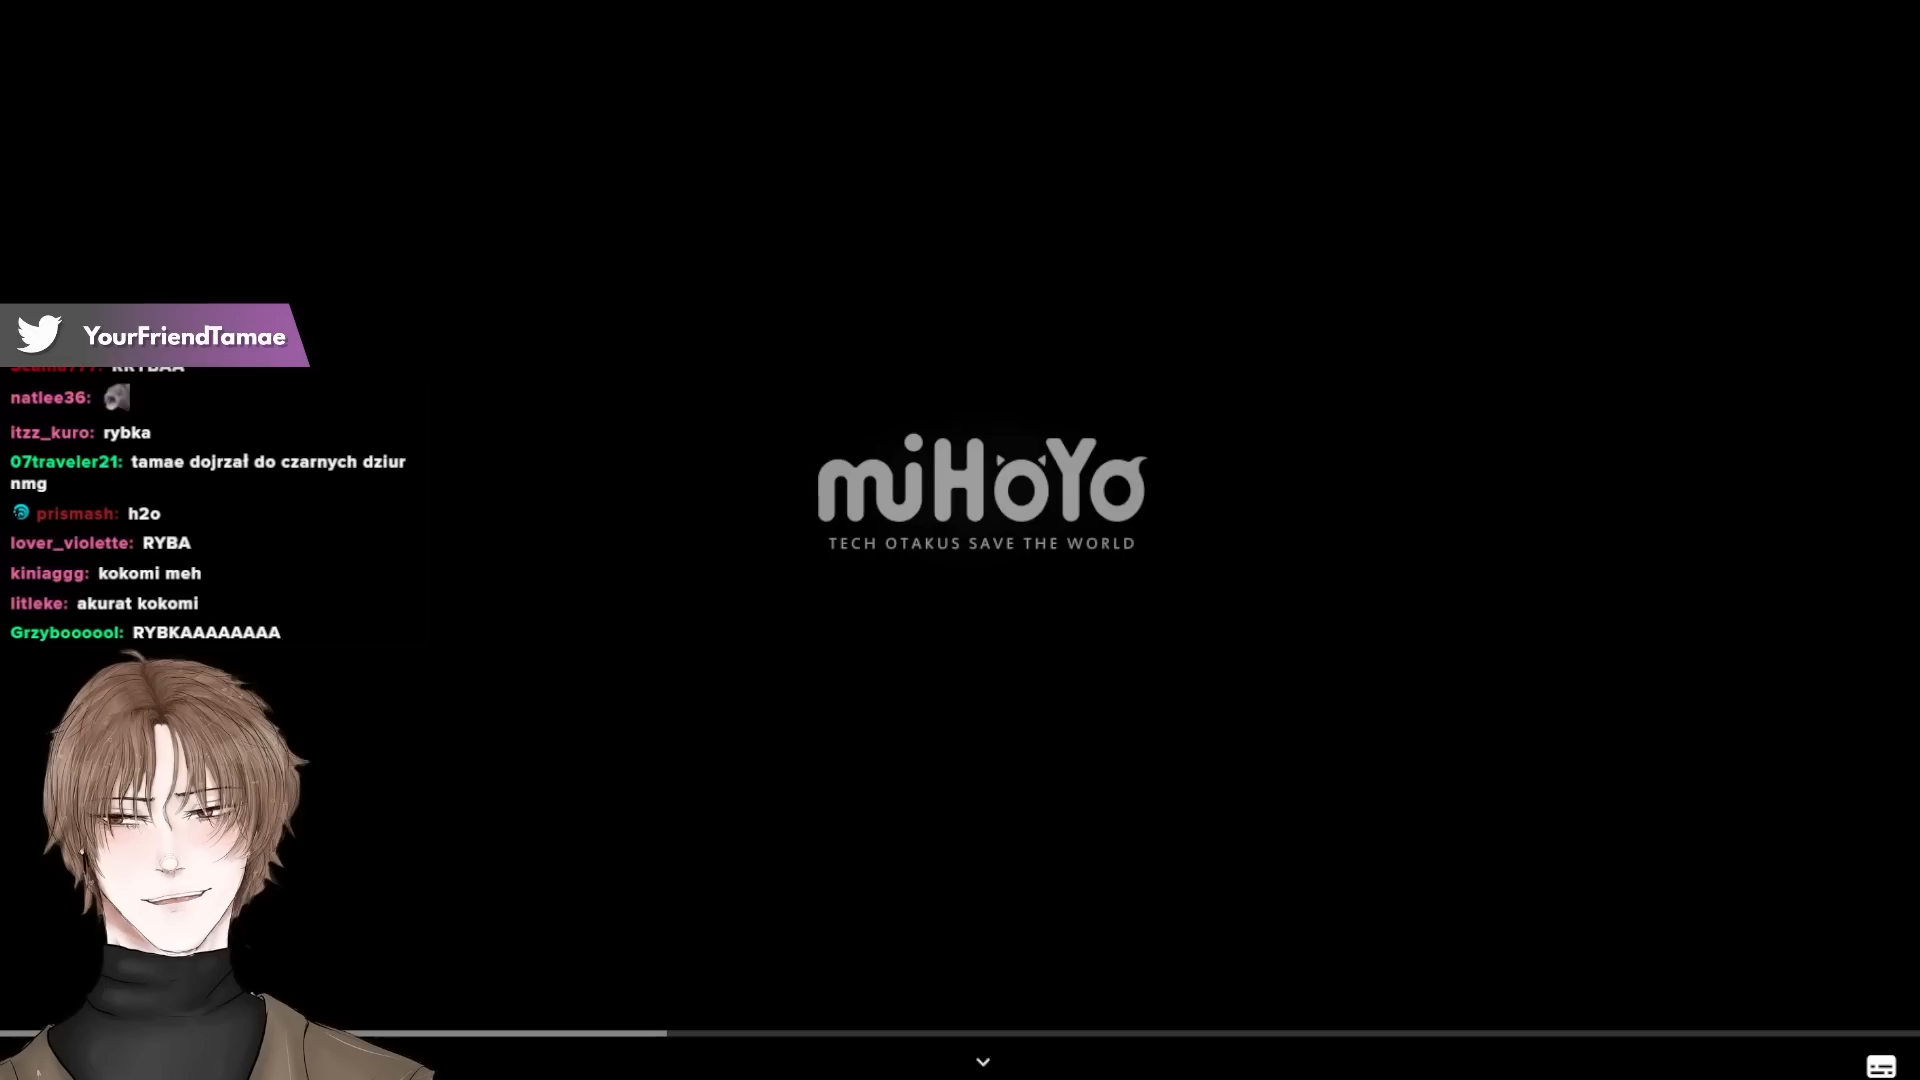 YourFriendTamae
natlee36:
itzz_kuro: rybka
07traveler21: tamae dojrzał do czarnych dziur
nmg
prismash: h2o
lover_violette: RYBA
kiniaggg: kokomi meh
litleke: akurat kokomi
Grzyboooool: RYBKAAAAAAAA
miHoYo
TECH OTAKUS SAVE THE WORLD